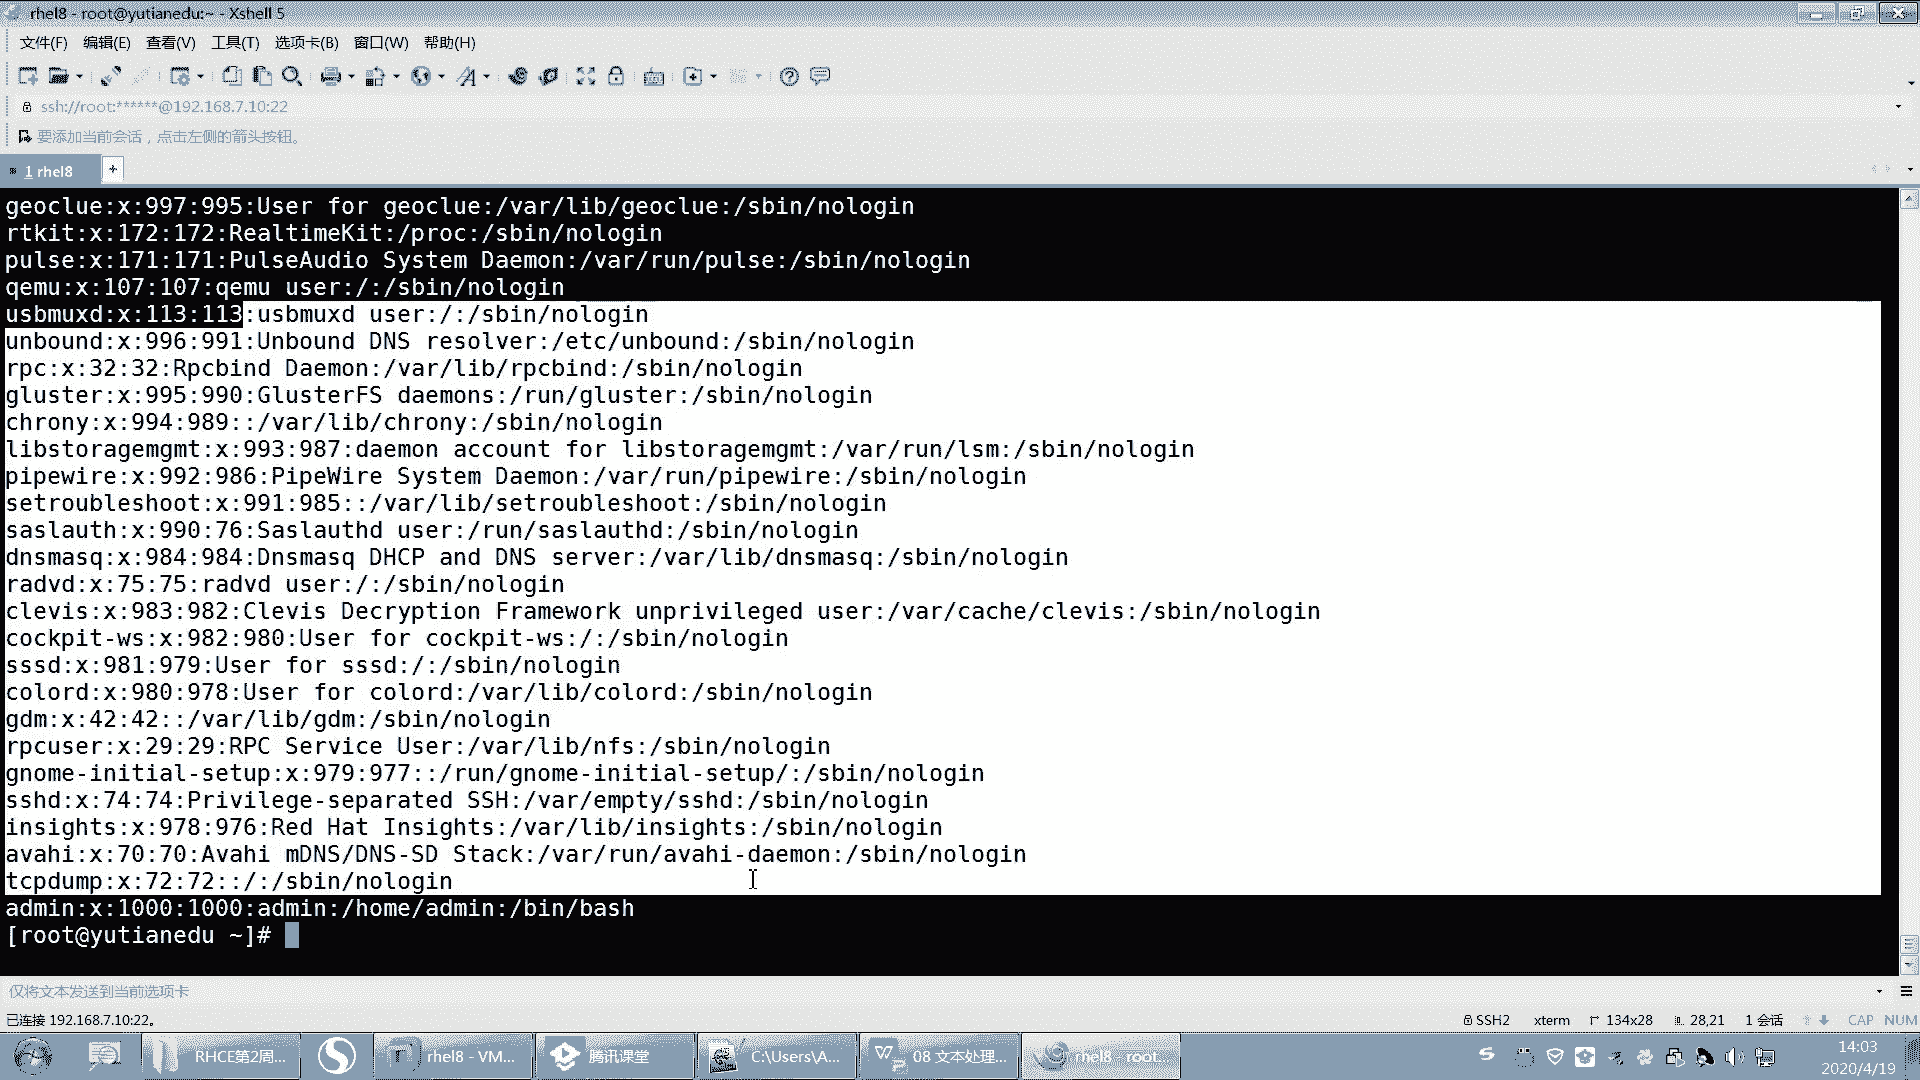 rhel8 - root@yutianedu:~ - Xshell 5
文件(F) 编辑(E) 查看(V) 工具(T) 选项卡(B) 窗口(W) 帮助(H)
ssh://root:******@192.168.7.10:22
要添加当前会话，点击左侧的箭头按钮。
1 rhel8 +
geoclue:x:997:995:User for geoclue:/var/lib/geoclue:/sbin/nologin
rtkit:x:172:172:RealtimeKit:/proc:/sbin/nologin
pulse:x:171:171:PulseAudio System Daemon:/var/run/pulse:/sbin/nologin
qemu:x:107:107:qemu user:/:/sbin/nologin
usbmuxd:x:113:113:usbmuxd user:/:/sbin/nologin
unbound:x:996:991:Unbound DNS resolver:/etc/unbound:/sbin/nologin
rpc:x:32:32:Rpcbind Daemon:/var/lib/rpcbind:/sbin/nologin
gluster:x:995:990:GlusterFS daemons:/run/gluster:/sbin/nologin
chrony:x:994:989::/var/lib/chrony:/sbin/nologin
libstoragemgmt:x:993:987:daemon account for libstoragemgmt:/var/run/lsm:/sbin/nologin
pipewire:x:992:986:PipeWire System Daemon:/var/run/pipewire:/sbin/nologin
setroubleshoot:x:991:985::/var/lib/setroubleshoot:/sbin/nologin
saslauth:x:990:76:Saslauthd user:/run/saslauthd:/sbin/nologin
dnsmasq:x:984:984:Dnsmasq DHCP and DNS server:/var/lib/dnsmasq:/sbin/nologin
radvd:x:75:75:radvd user:/:/sbin/nologin
clevis:x:983:982:Clevis Decryption Framework unprivileged user:/var/cache/clevis:/sbin/nologin
cockpit-ws:x:982:980:User for cockpit-ws:/:/sbin/nologin
sssd:x:981:979:User for sssd:/:/sbin/nologin
colord:x:980:978:User for colord:/var/lib/colord:/sbin/nologin
gdm:x:42:42::/var/lib/gdm:/sbin/nologin
rpcuser:x:29:29:RPC Service User:/var/lib/nfs:/sbin/nologin
gnome-initial-setup:x:979:977::/run/gnome-initial-setup/:/sbin/nologin
sshd:x:74:74:Privilege-separated SSH:/var/empty/sshd:/sbin/nologin
insights:x:978:976:Red Hat Insights:/var/lib/insights:/sbin/nologin
avahi:x:70:70:Avahi mDNS/DNS-SD Stack:/var/run/avahi-daemon:/sbin/nologin
tcpdump:x:72:72::/:/sbin/nologin
admin:x:1000:1000:admin:/home/admin:/bin/bash
[root@yutianedu ~]#
仅将文本发送到当前选项卡
已连接 192.168.7.10:22。 SSH2 xterm 134x28 28,21 1 会话 CAP NUM
RHCE第2周... rhel8 - VM... 腾讯课堂 C:\Users\A... 08 文本处理... rhel8 - root... 14:03
2020/4/19